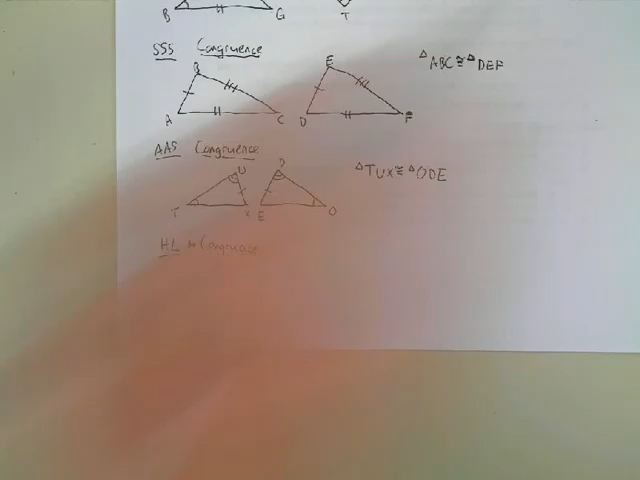 B G T
SSS Congruence
△ABC≅△DEF
B E
A C D F
AAS Congruence
△TUX≅△ODE
U D
T X E O
HL Congruence